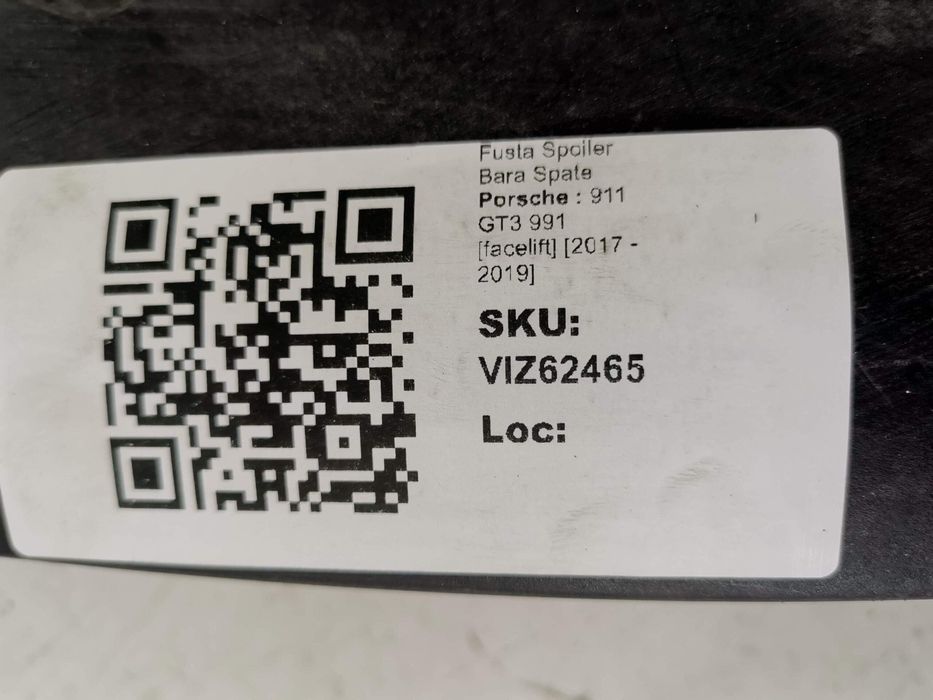 Fusta Spoiler
Bara Spate
Porsche : 911
GT3 991
[facelift] [2017 -
2019]
SKU:
VIZ62465
Loc: